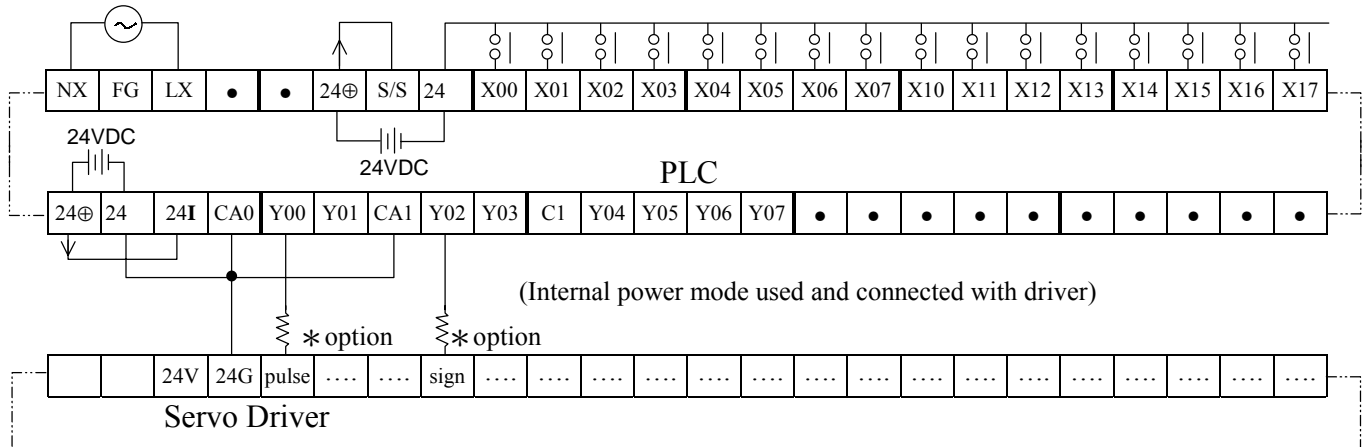 NX FG LX • • 24⊕ S/S 24 X00 X01 X02 X03 X04 X05 X06 X07 X10 X11 X12 X13 X14 X15 X16 X17
24VDC
24VDC
PLC
24⊕ 24 24I CA0 Y00 Y01 CA1 Y02 Y03 C1 Y04 Y05 Y06 Y07 • • • • • • • • • •
(Internal power mode used and connected with driver)
*option *option
24V 24G pulse .... .... sign .... .... .... .... .... .... .... .... .... .... .... ....
Servo Driver